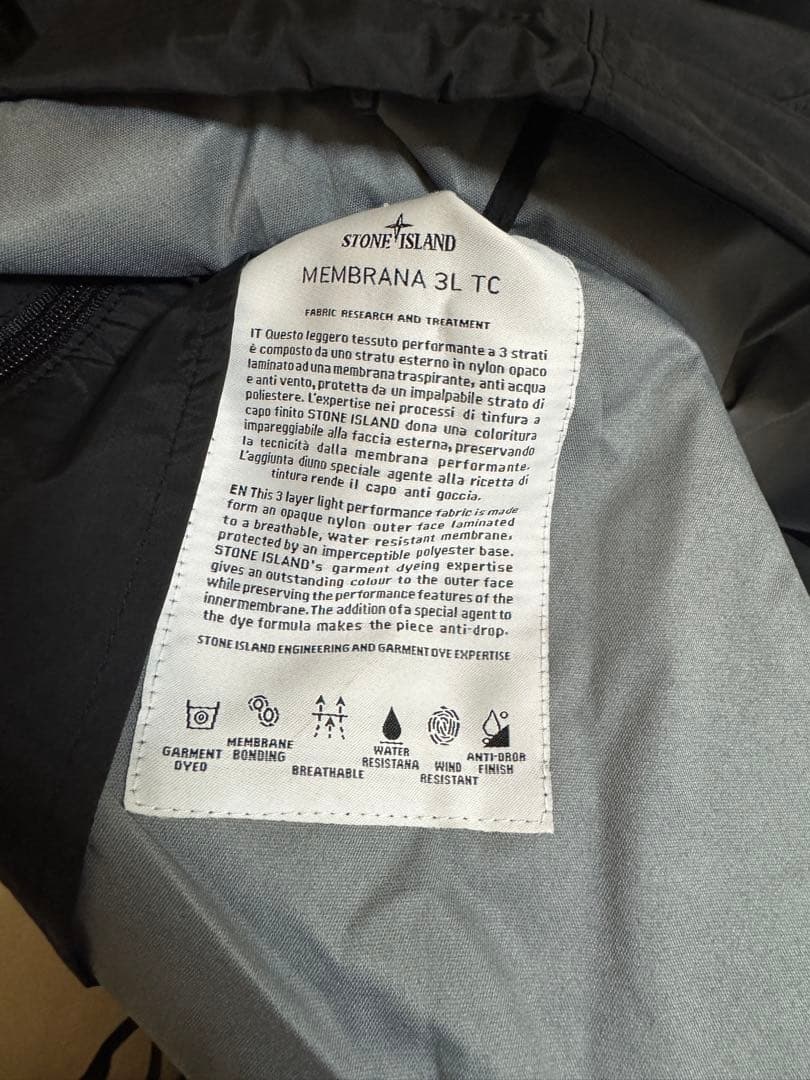 STONE ISLAND
MEMBRANA 3L TC
FABRIC RESEARCH AND TREATMENT
IT Questo leggero tessuto performante a 3 strati
è composto da uno stratu esterno in nylon opaco
laminato ad una membrana traspirante, anti acqua
e anti vento, protetta da un impalpabile strato di
poliestere. L'expertise nei processi di tinfura a
capo finito STONE ISLAND dona una coloritura
impareggiabile alla faccia esterna, preservando
la tecnicità dalla membrana performante.
L'aggiunta diuno speciale agente alla ricetta di
tintura rende il capo anti goccia.
EN This 3 layer light performance fabric is made
form an opaque nylon outer face laminated
to a breathable, water resistant membrane,
protected by an imperceptible polyester base.
STONE ISLAND's garment dyeing expertise
gives an outstanding colour to the outer face
while preserving the performance features of the
innermembrane. The addition of a special agent to
the dye formula makes the piece anti-drop.
STONE ISLAND ENGINEERING AND GARMENT OYE EXPERTISE
GARMENT
OYED
MEMBRANE
BONDING
BREATHABLE
WATER
RESISTANA
WIND
RESISTANT
ANTI-DROR
FINISH